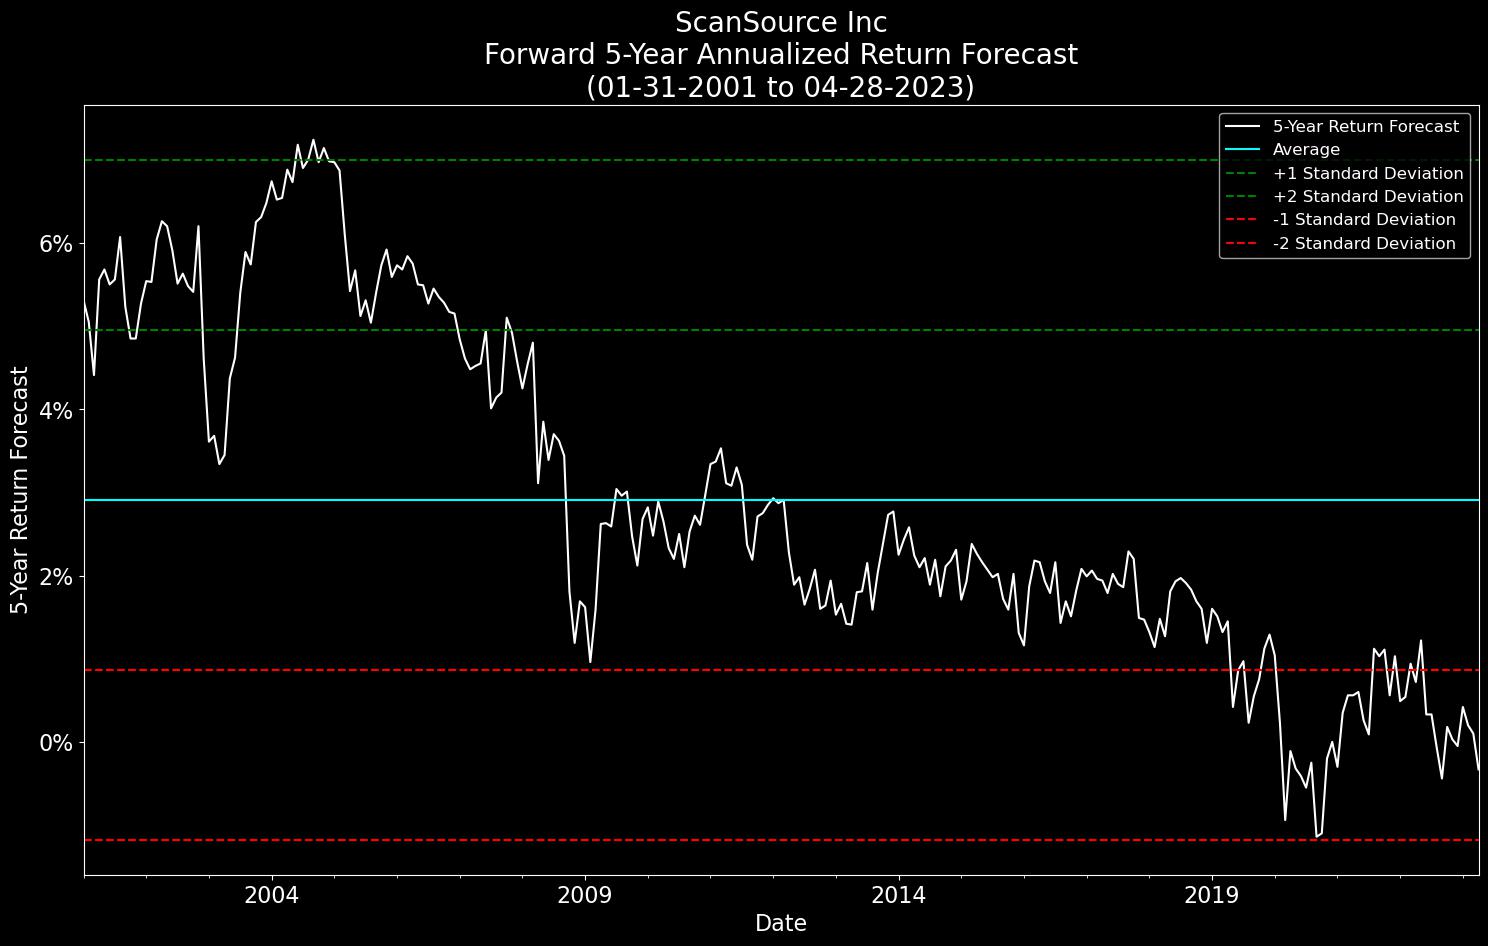 ScanSource Inc
Forward 5-Year Annualized Return Forecast
(01-31-2001 to 04-28-2023)
5-Year Return Forecast
Average
+1 Standard Deviation
+2 Standard Deviation
-1 Standard Deviation
-2 Standard Deviation
6%
4%
2%
0%
5-Year Return Forecast
2004
2009
2014
2019
Date